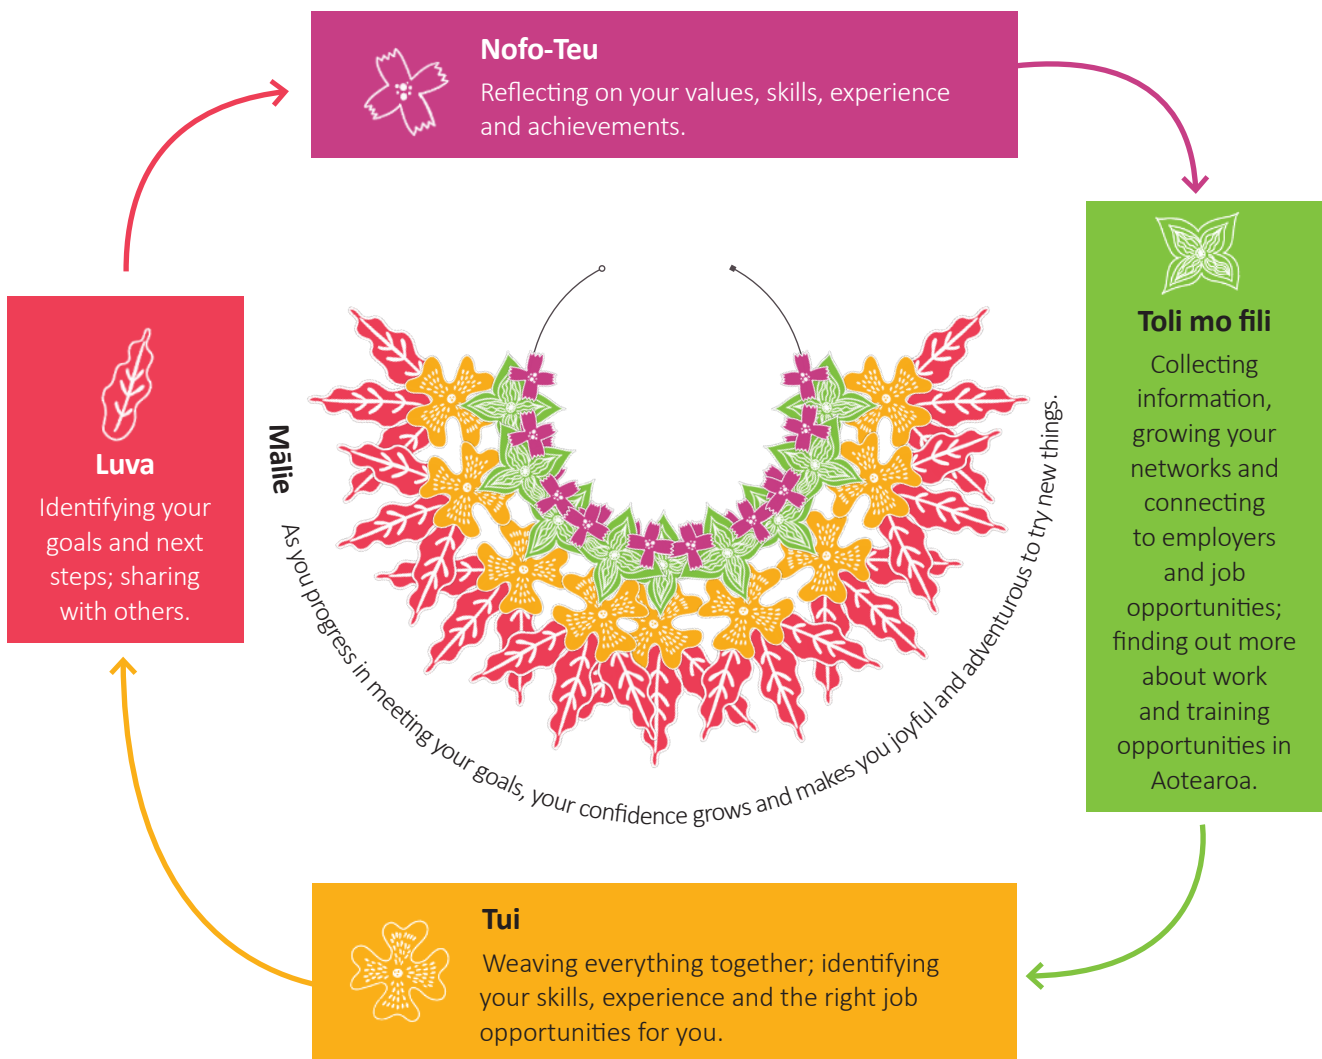 Nofo-Teu
Reflecting on your values, skills, experience
and achievements.
Toli mo fili
Collecting
information,
growing your
networks and
connecting
to employers
and job
opportunities;
finding out more
about work
and training
opportunities in
Aotearoa.
Tui
Weaving everything together; identifying
your skills, experience and the right job
opportunities for you.
Luva
Identifying your
goals and next
steps; sharing
with others.
Mālie As you progress in meeting your goals, your confidence grows and makes you joyful and adventurous to try new things.